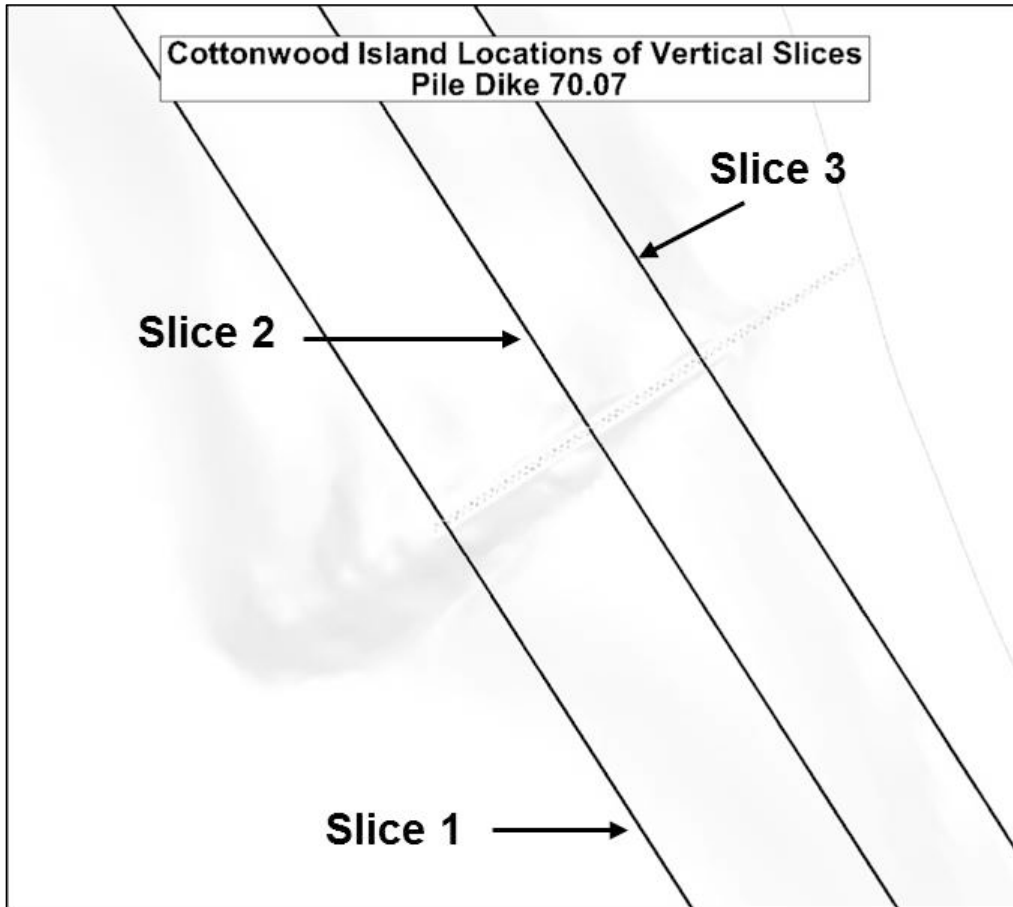 Cottonwood Island Locations of Vertical Slices
Pile Dike 70.07
Slice 3
Slice 2
Slice 1